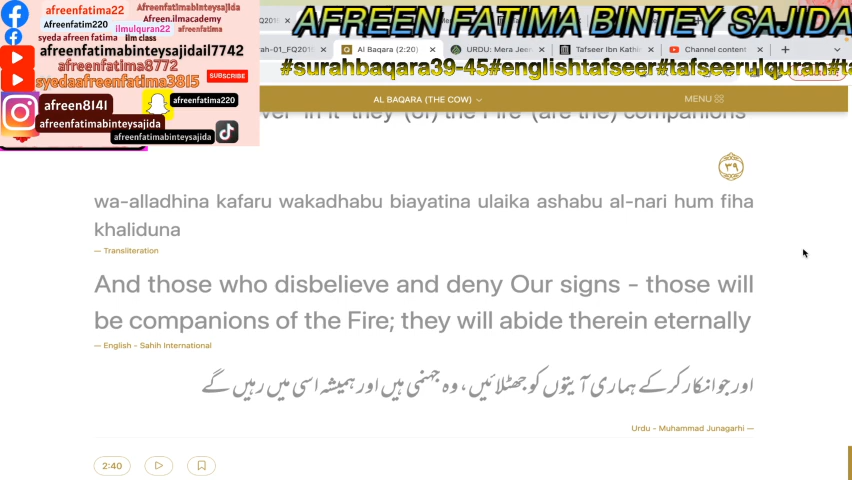 afreenfatima22
Afreenfatimabinteysajida
Afreen.ilmacademy
Afreenfatima220
ilmulquran22
afreenfatima
syeda afreen fatima
ilm class
afreenfatimabinteysajidail7742
afreenfatima8772
syedaafreenfatima3815
SUBSCRIBE
afreen8141
afreenfatima220
afreenfatimabinteysajida
afreenfatimabinteysajida
AFREEN FATIMA BINTEY SAJIDA
Al Baqara (2:20)
URDU: Mera Jeen
Tafseer Ibn Kathi
Channel content
#surahbaqara39-45#englishtafseer#tafseerulquran#ta
AL BAQARA (THE COW)
MENU
in it they (of) the Fire (are the) companions
٣٩
wa-alladhina kafaru wakadhabu biayatina ulaika ashabu al-nari hum fiha
khaliduna
— Transliteration
And those who disbelieve and deny Our signs - those will
be companions of the Fire; they will abide therein eternally
— English - Sahih International
اور جو انکار کرکے ہماری آیتوں کو جھٹلائیں، وه جہنمی ہیں اور ہمیشہ اسی میں رہیں گے
Urdu - Muhammad Junagarhi —
2:40